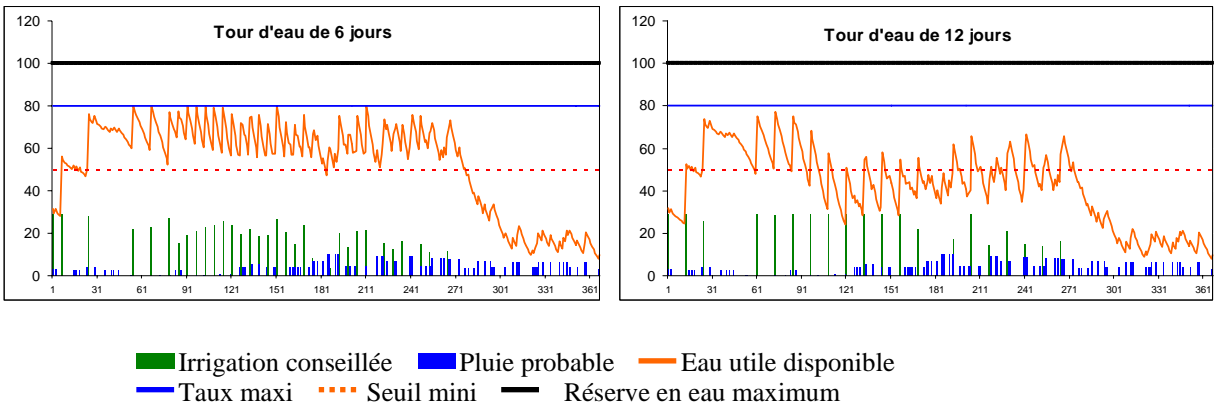 Tour d'eau de 6 jours
120
100
80
60
40
20
0
1 31 61 91 121 151 181 211 241 271 301 331 361
Tour d'eau de 12 jours
120
100
80
60
40
20
0
1 31 61 91 121 151 181 211 241 271 301 331 361
Irrigation conseillée Pluie probable Eau utile disponible
Taux maxi Seuil mini Réserve en eau maximum